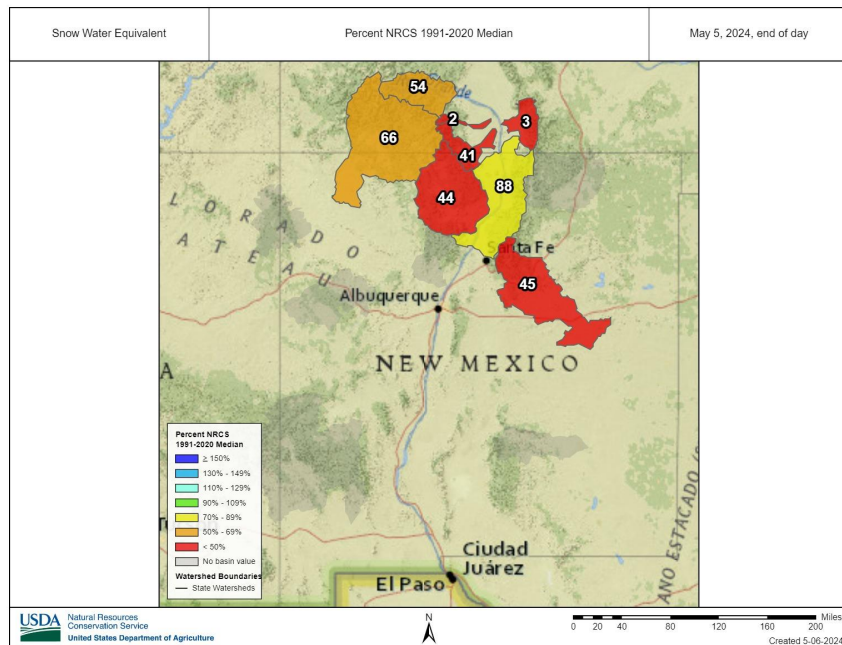 Snow Water Equivalent
Percent NRCS 1991-2020 Median
May 5, 2024, end of day
54
2
3
66
41
88
44
LORADO
ATEAU
Santa Fe
45
Albuquerque
NEW MEXICO
A
Percent NRCS
1991-2020 Median
≥ 150%
130% - 149%
110% - 129%
90% - 109%
70% - 89%
50% - 69%
< 50%
No basin value
Watershed Boundaries
State Watersheds
ANO ESTACADO
Ciudad
Juárez
El Paso
USDA
Natural Resources
Conservation Service
United States Department of Agriculture
N
Miles
0 20 40 80 120 160 200
Created 5-06-2024